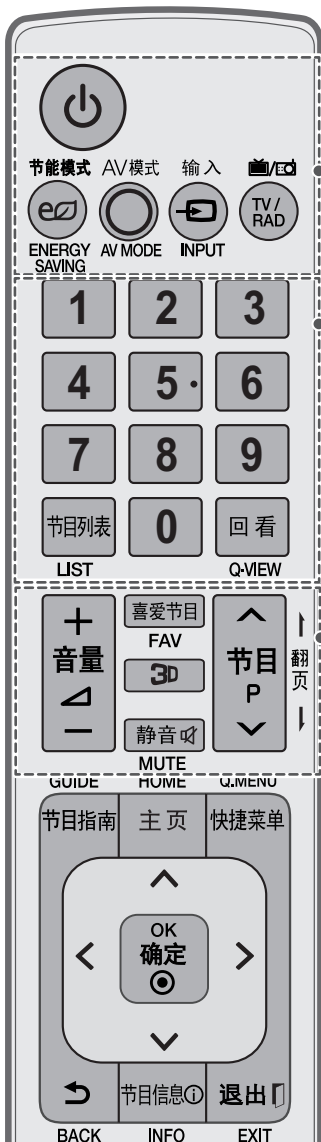 节能模式 AV模式 输入
TV/
RAD
ENERGY
SAVING
AV MODE
INPUT
1 2 3
4 5 6
7 8 9
节目列表 0 回看
LIST Q-VIEW
音量
喜爱节目
FAV
3D
静音
MUTE
节目
P
翻页
GUIDE HOME Q.MENU
节目指南 主页 快捷菜单
OK
确定
节目信息 退出
BACK INFO EXIT